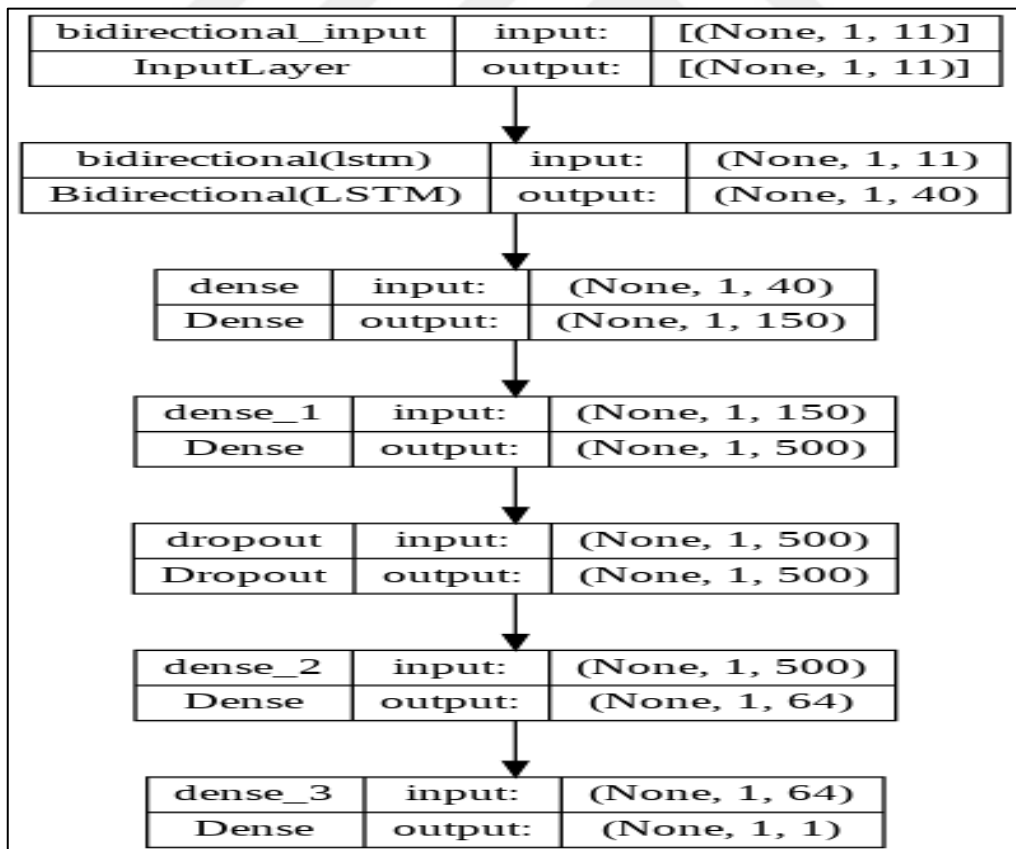 bidirectional_input input: [(None, 1, 11)]
InputLayer output: [(None, 1, 11)]
bidirectional(lstm) input: (None, 1, 11)
Bidirectional(LSTM) output: (None, 1, 40)
dense input: (None, 1, 40)
Dense output: (None, 1, 150)
dense_1 input: (None, 1, 150)
Dense output: (None, 1, 500)
dropout input: (None, 1, 500)
Dropout output: (None, 1, 500)
dense_2 input: (None, 1, 500)
Dense output: (None, 1, 64)
dense_3 input: (None, 1, 64)
Dense output: (None, 1, 1)